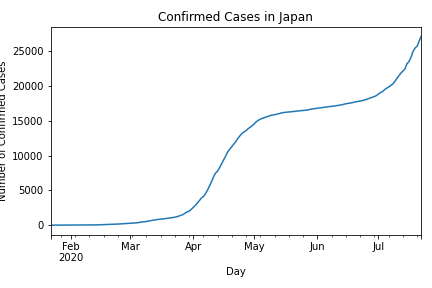 Confirmed Cases in Japan
Number of Confirmed Cases
25000
20000
15000
10000
5000
0
Feb
2020
Mar
Apr
May
Jun
Jul
Day